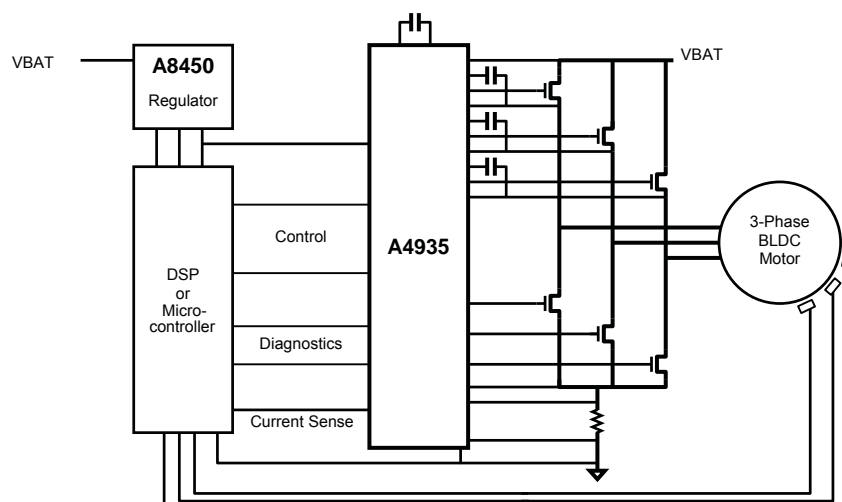 VBAT
A8450
Regulator
VBAT
A4935
Control
3-Phase
BLDC
Motor
DSP
or
Micro-
controller
Diagnostics
Current Sense